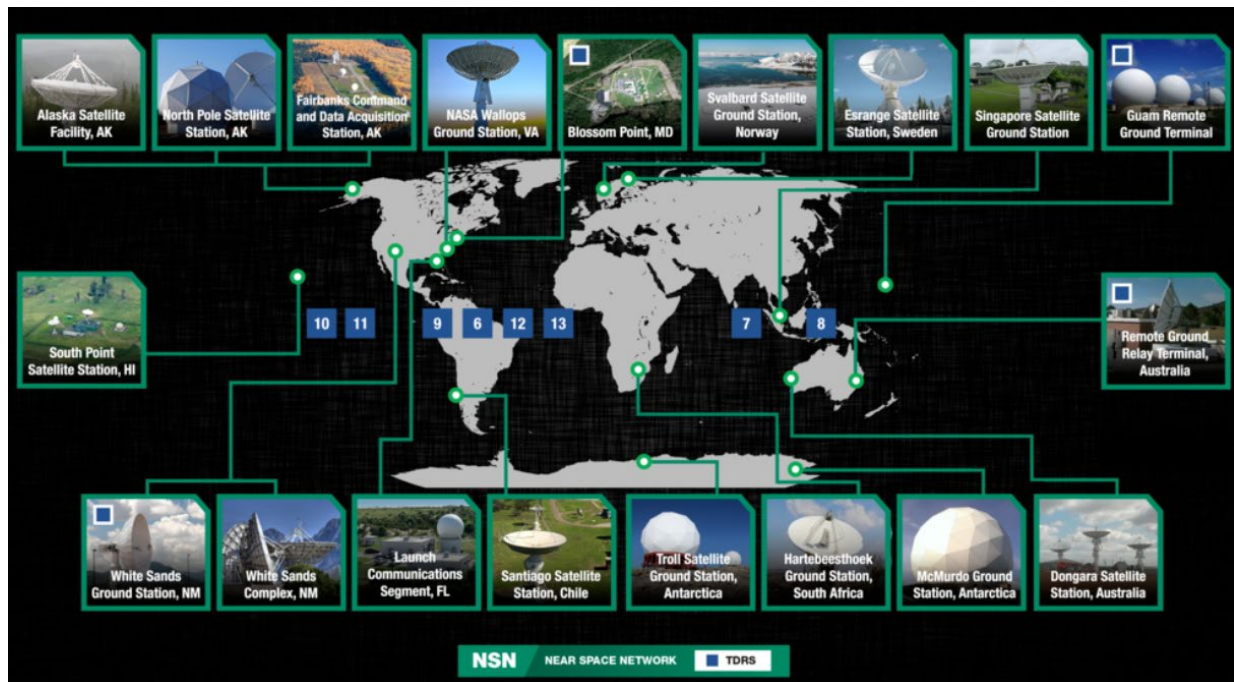 Alaska Satellite
Facility, AK
North Pole Satellite
Station, AK
Fairbanks Command
and Data Acquisition
Station, AK
NASA Wallops
Ground Station, VA
Blossom Point, MD
Svalbard Satellite
Ground Station,
Norway
Esrange Satellite
Station, Sweden
Singapore Satellite
Ground Station
Guam Remote
Ground Terminal
South Point
Satellite Station, HI
10
11
9
6
12
13
7
8
Remote Ground
Relay Terminal,
Australia
White Sands
Ground Station, NM
White Sands
Complex, NM
Launch
Communications
Segment, FL
Santiago Satellite
Station, Chile
Troll Satellite
Ground Station,
Antarctica
Hartebeesthoek
Ground Station,
South Africa
McMurdo Ground
Station, Antarctica
Dongara Satellite
Station, Australia
NSN NEAR SPACE NETWORK TDRS